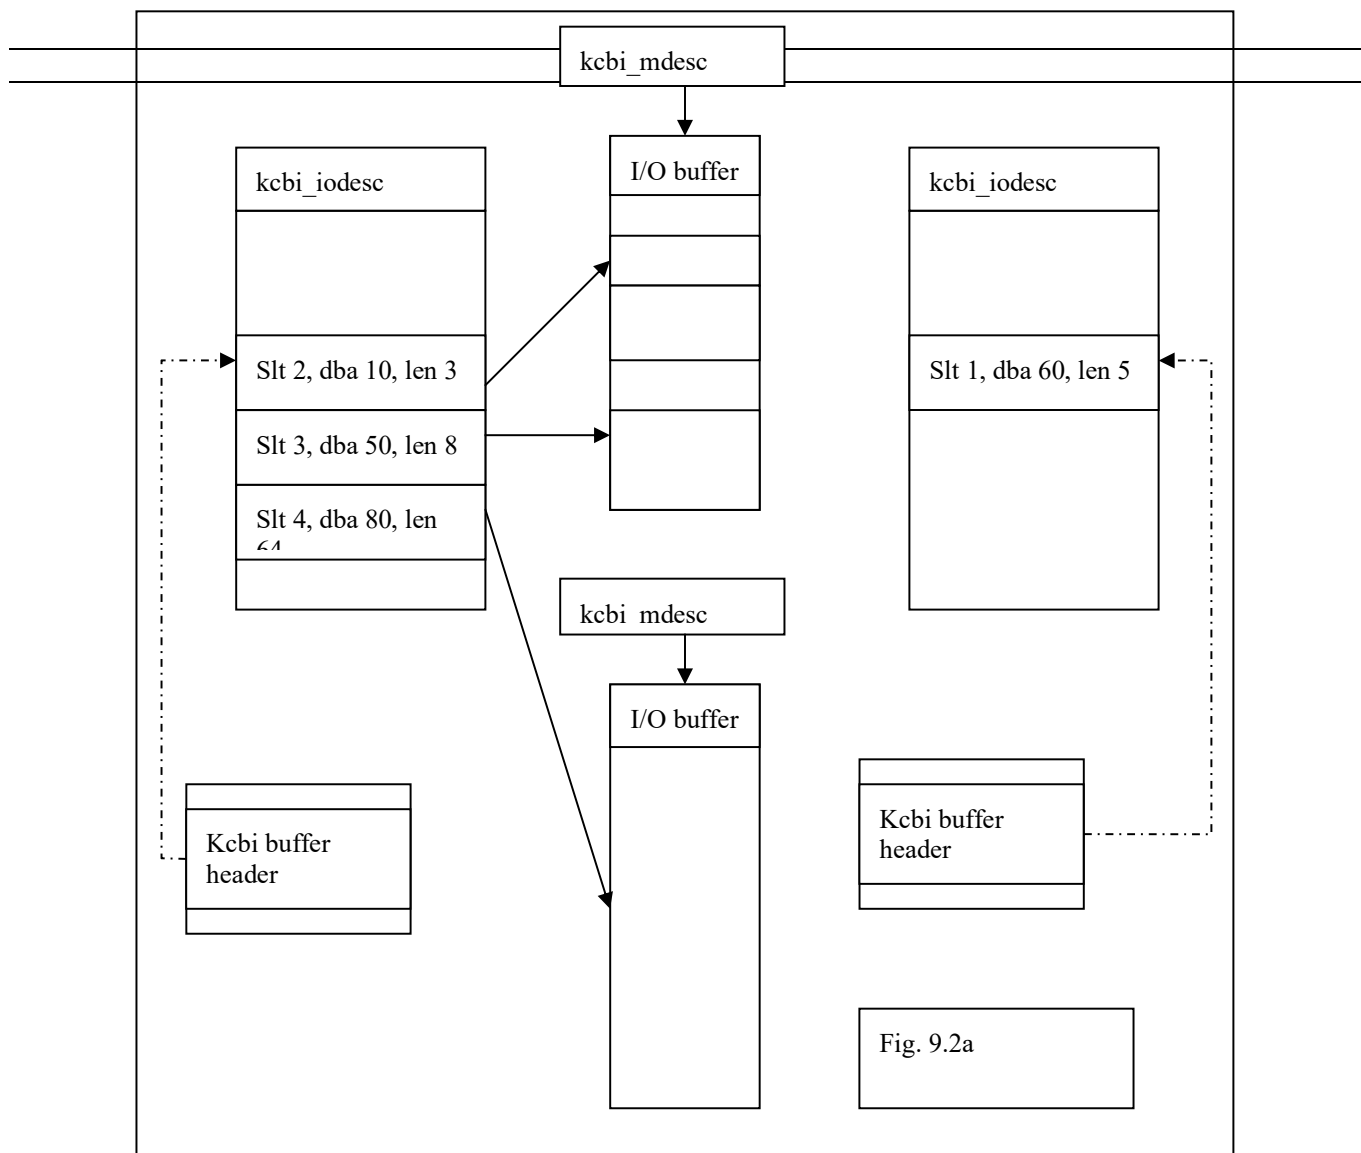 kcbi_mdesc
kcbi_iodesc
I/O buffer
kcbi_iodesc
Slt 2, dba 10, len 3
Slt 3, dba 50, len 8
Slt 4, dba 80, len
64
Slt 1, dba 60, len 5
kcbi_mdesc
I/O buffer
Kcbi buffer
header
Kcbi buffer
header
Fig. 9.2a